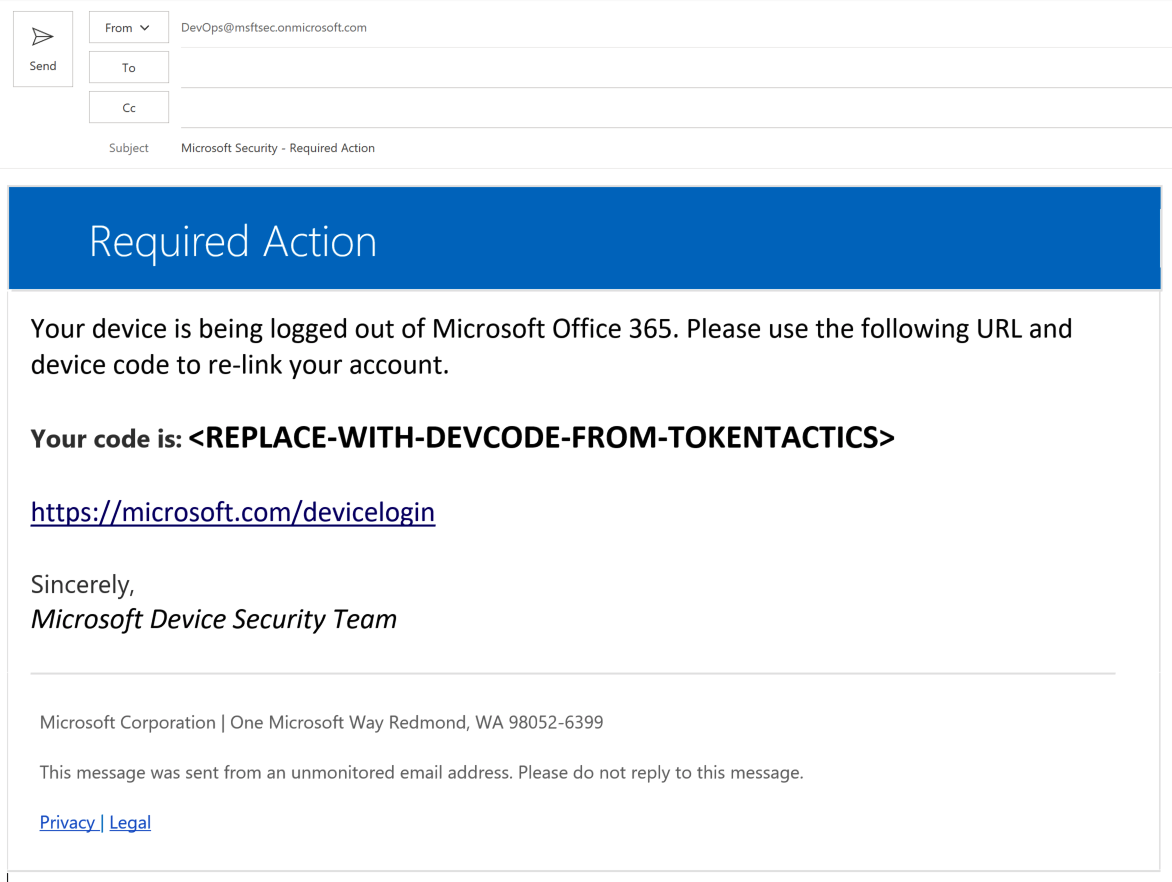 From
DevOps@msftsec.onmicrosoft.com
Send
To
Cc
Subject
Microsoft Security - Required Action
Required Action
Your device is being logged out of Microsoft Office 365. Please use the following URL and
device code to re-link your account.
Your code is: <REPLACE-WITH-DEVCODE-FROM-TOKENTACTICS>
https://microsoft.com/devicelogin
Sincerely,
Microsoft Device Security Team
Microsoft Corporation | One Microsoft Way Redmond, WA 98052-6399
This message was sent from an unmonitored email address. Please do not reply to this message.
Privacy | Legal